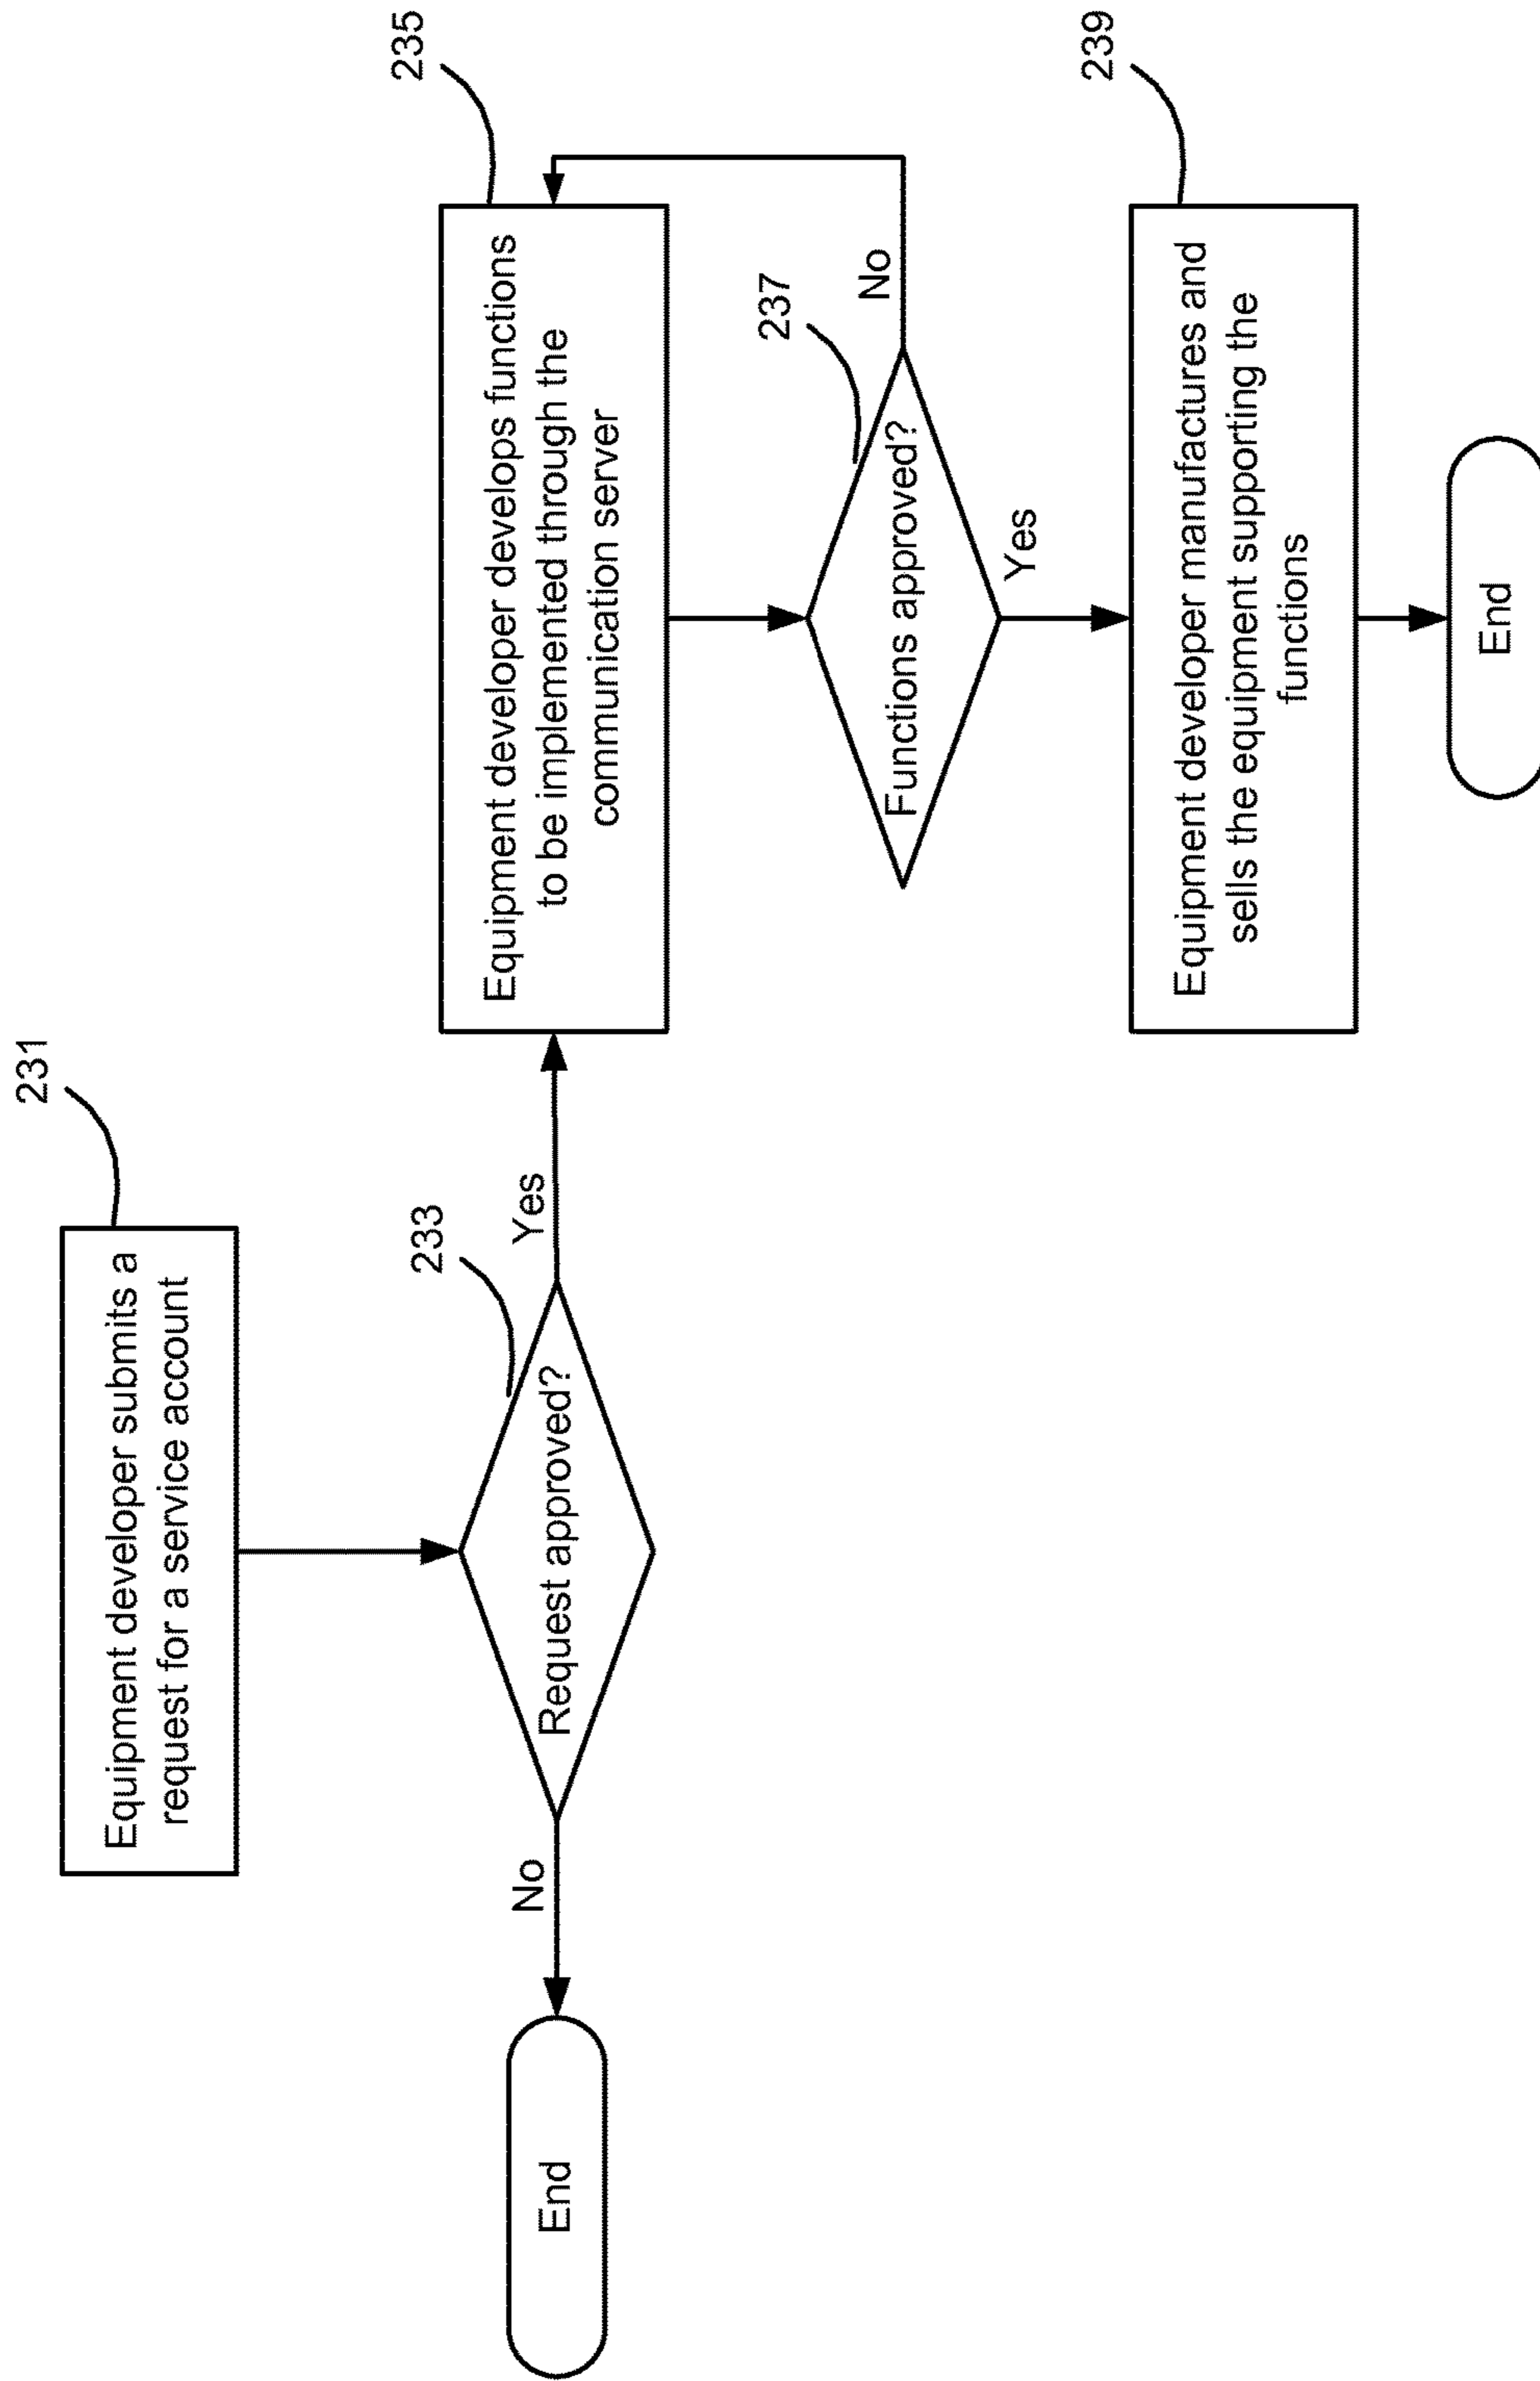 231
Equipment developer submits a
request for a service account
233
Request approved?
No
Yes
End
235
Equipment developer develops functions
to be implemented through the
communication server
237
Functions approved?
No
Yes
239
Equipment developer manufactures and
sells the equipment supporting the
functions
End